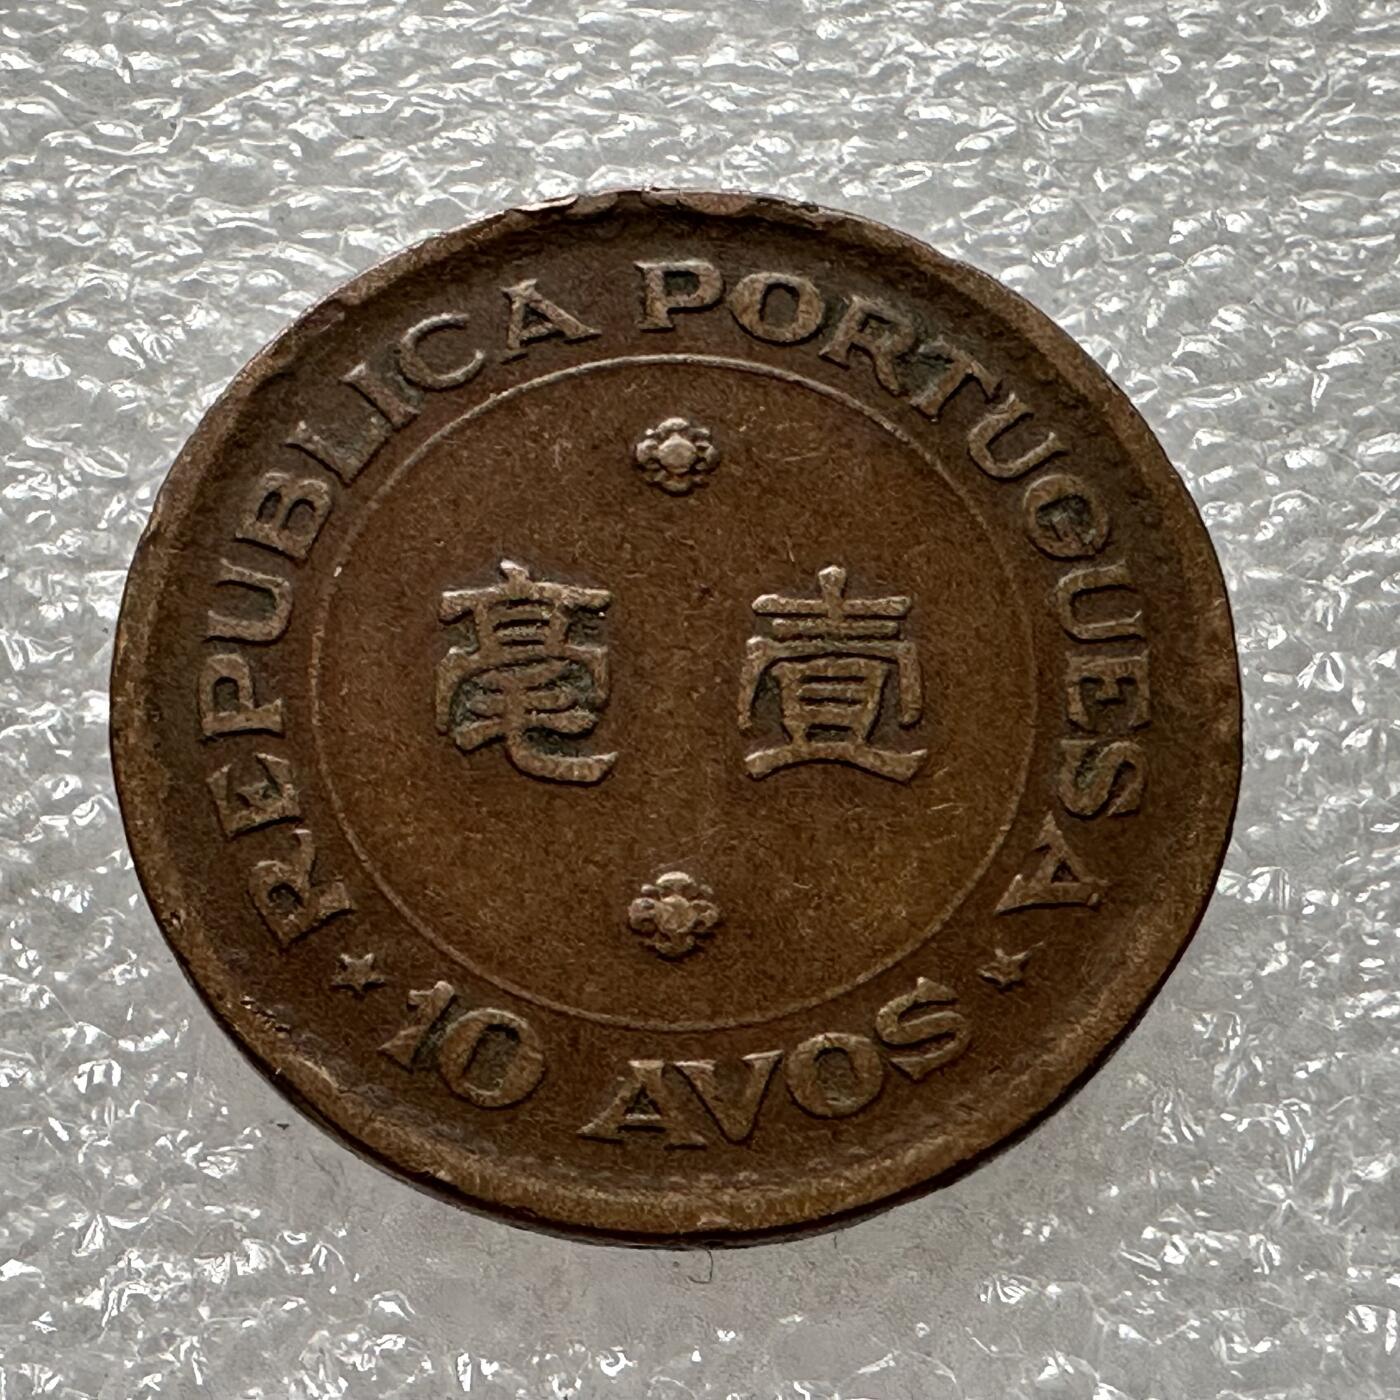 REPUBLICA PORTUGUESA
壹毫
★ 10 AVOS ★